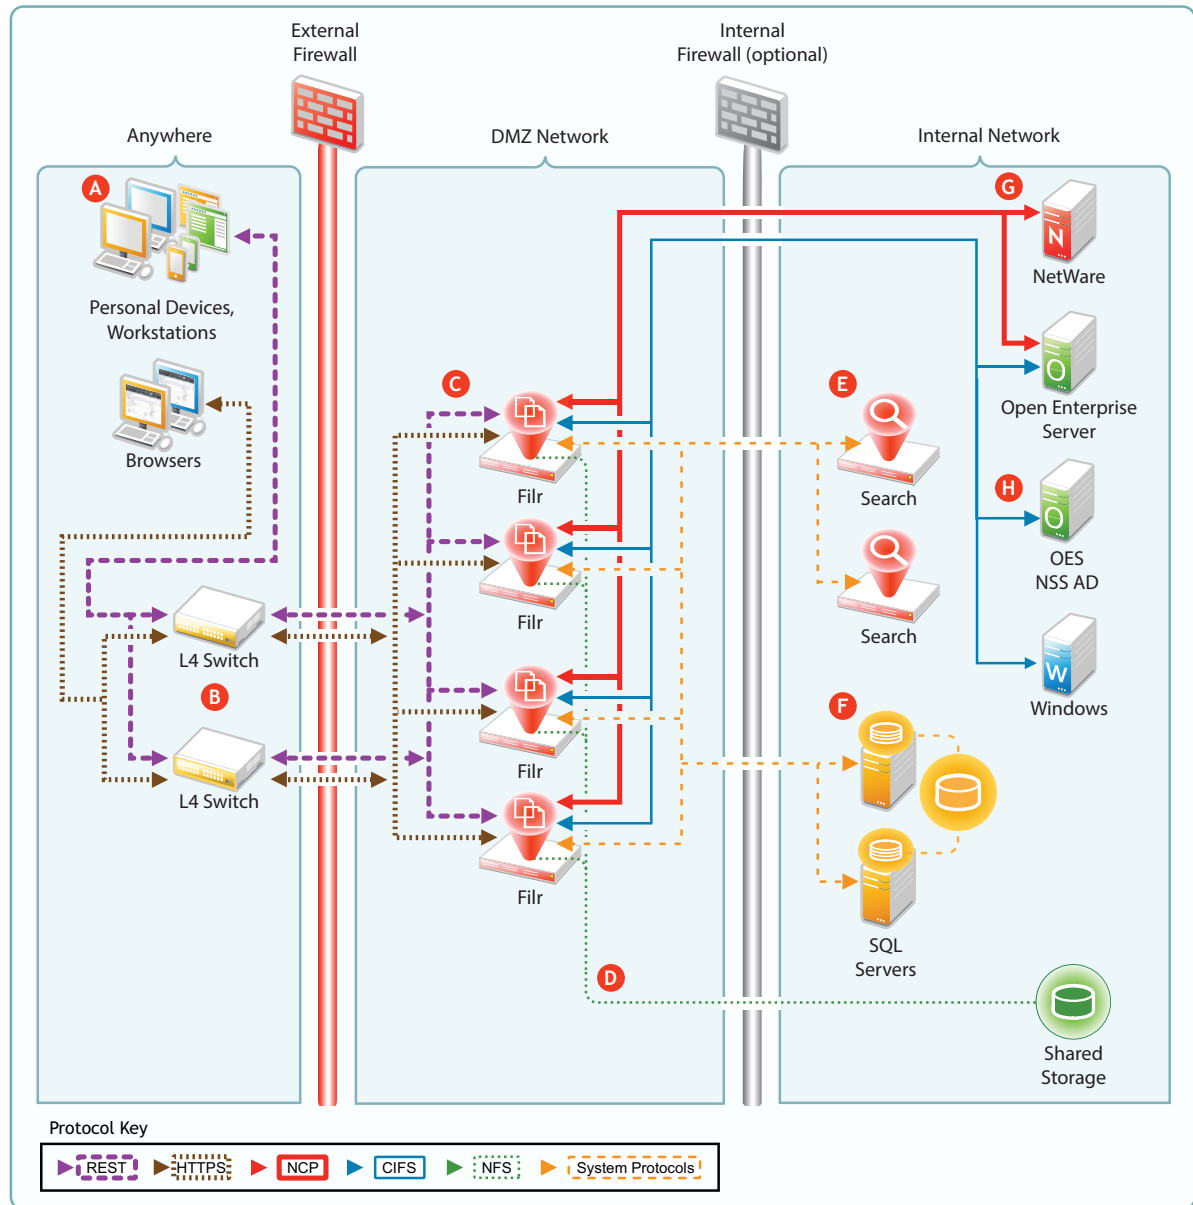 External
Firewall
Internal
Firewall (optional)
Anywhere
DMZ Network
Internal Network
A
Personal Devices,
Workstations
Browsers
L4 Switch
B
L4 Switch
C
Filr
Filr
Filr
Filr
D
E
Search
Search
F
SQL
Servers
G
N
NetWare
O
Open Enterprise
Server
H
O
OES
NSS AD
W
Windows
Shared
Storage
Protocol Key
REST
HTTPS
NCP
CIFS
NFS
System Protocols